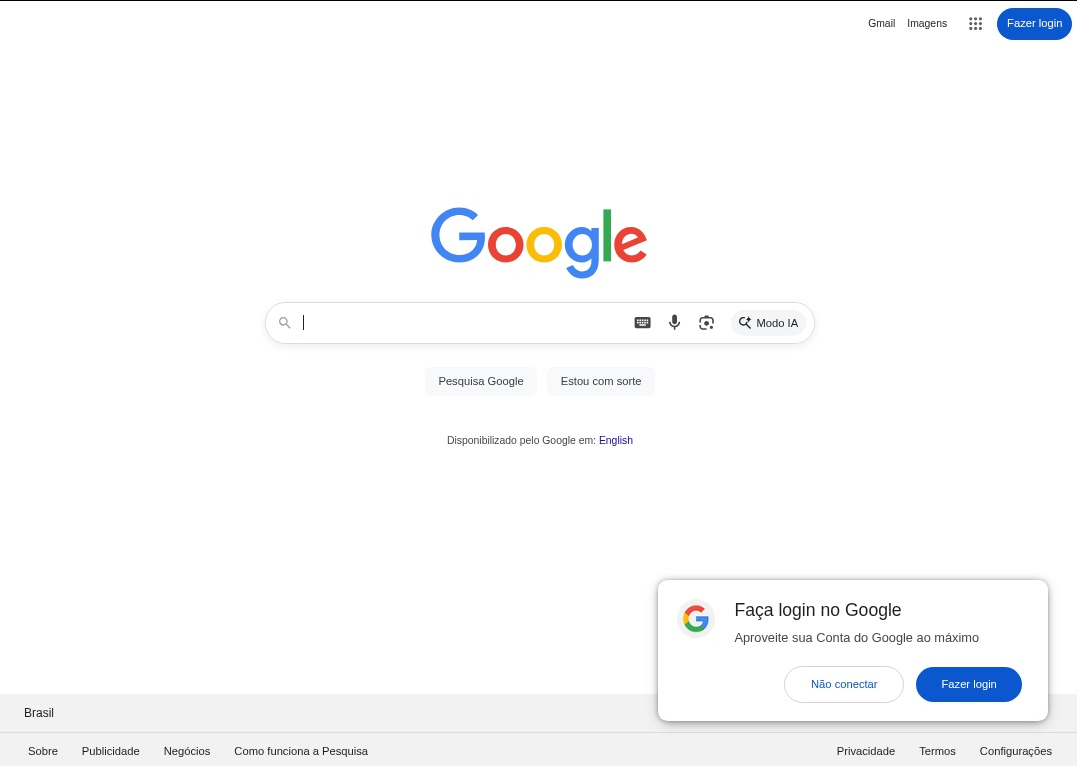 Gmail Imagens Fazer login
Google
Modo IA
Pesquisa Google Estou com sorte
Disponibilizado pelo Google em: English
Faça login no Google
Aproveite sua Conta do Google ao máximo
Não conectar Fazer login
Brasil
Sobre Publicidade Negócios Como funciona a Pesquisa Privacidade Termos Configurações